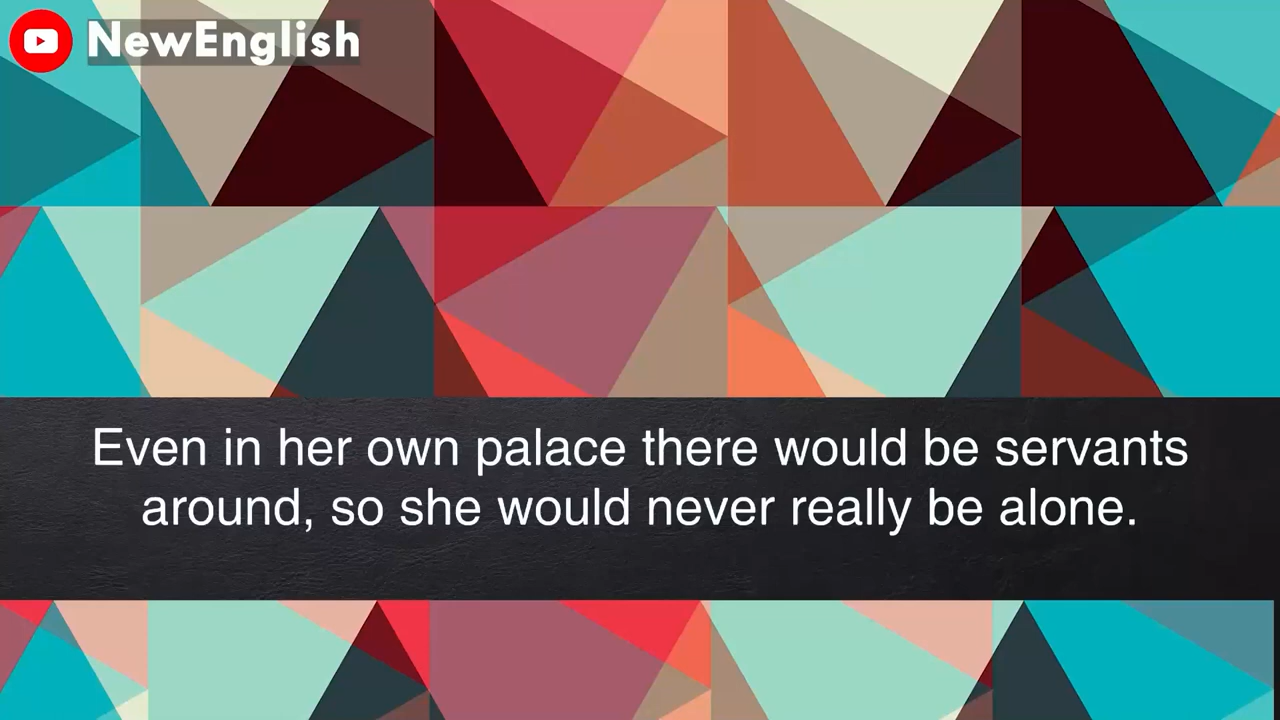 NewEnglish
Even in her own palace there would be servants
around, so she would never really be alone.